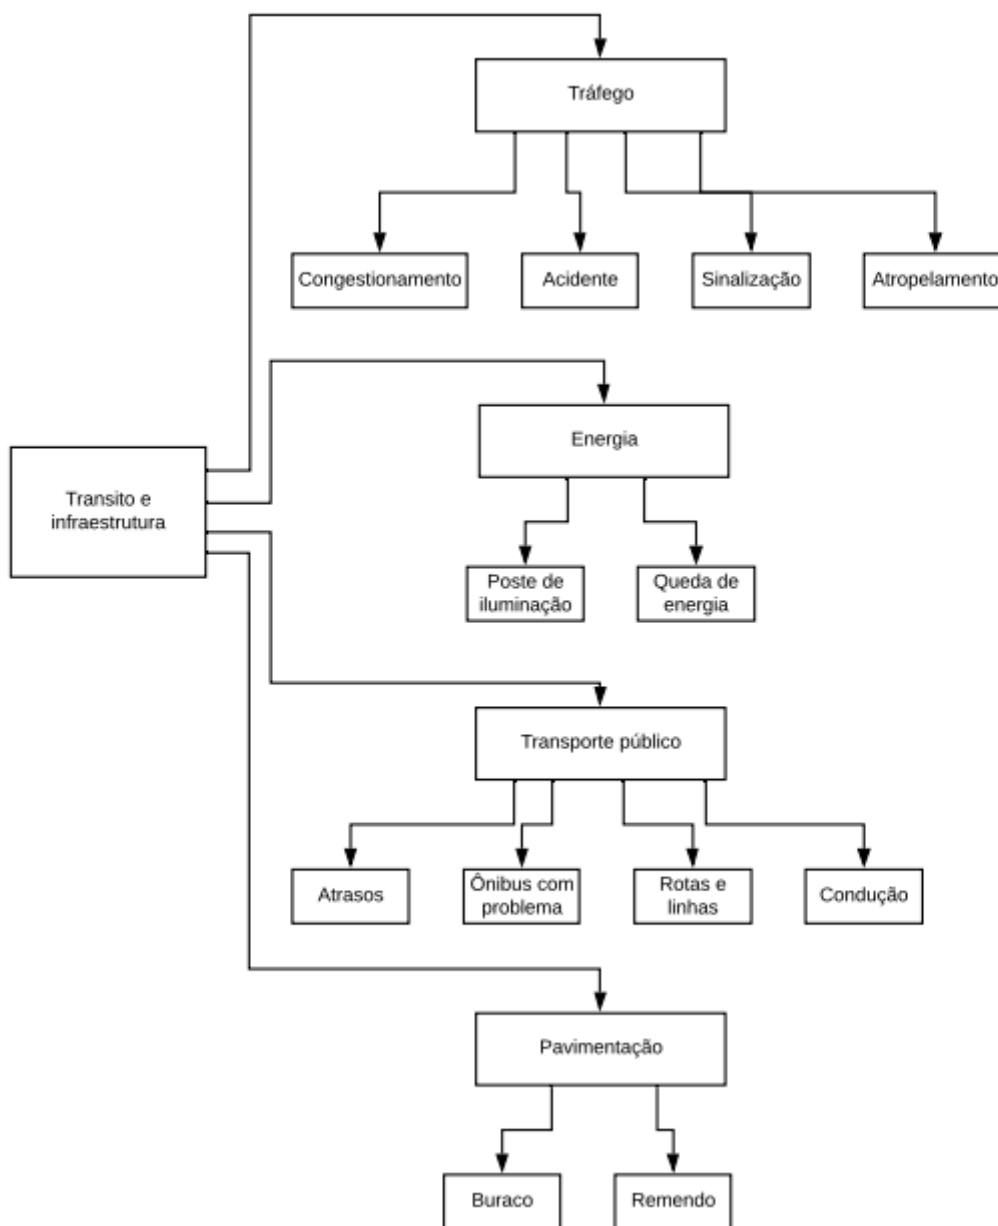 Tráfego
Congestionamento
Acidente
Sinalização
Atropelamento
Energia
Transito e
infraestrutura
Poste de
iluminação
Queda de
energia
Transporte público
Atrasos
Ônibus com
problema
Rotas e
linhas
Condução
Pavimentação
Buraco
Remendo